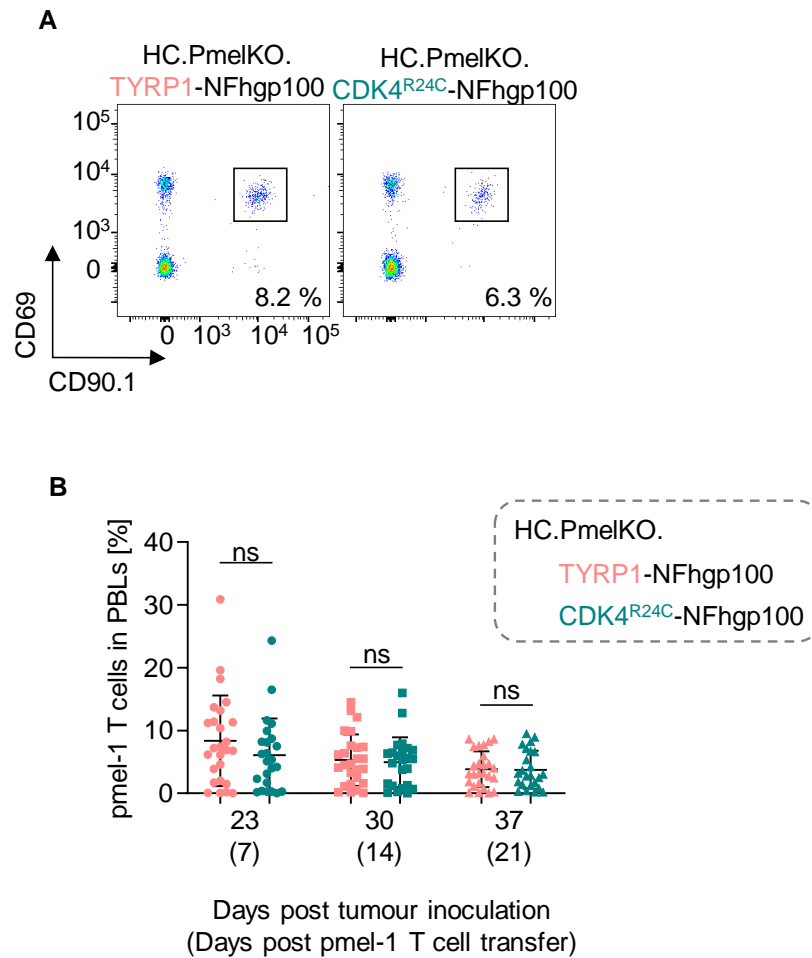 A
HC.PmelKO.
TYRP1-NFhgp100
HC.PmelKO.
CDK4R24C-NFhgp100
10⁵
10⁴
10³
0
8.2 %
6.3 %
0 10³ 10⁴ 10⁵
CD69
CD90.1
B
pmel-1 T cells in PBLs [%]
40
30
20
10
0
ns
ns
ns
23 30 37
(7) (14) (21)
Days post tumour inoculation
(Days post pmel-1 T cell transfer)
HC.PmelKO.
TYRP1-NFhgp100
CDK4R24C-NFhgp100